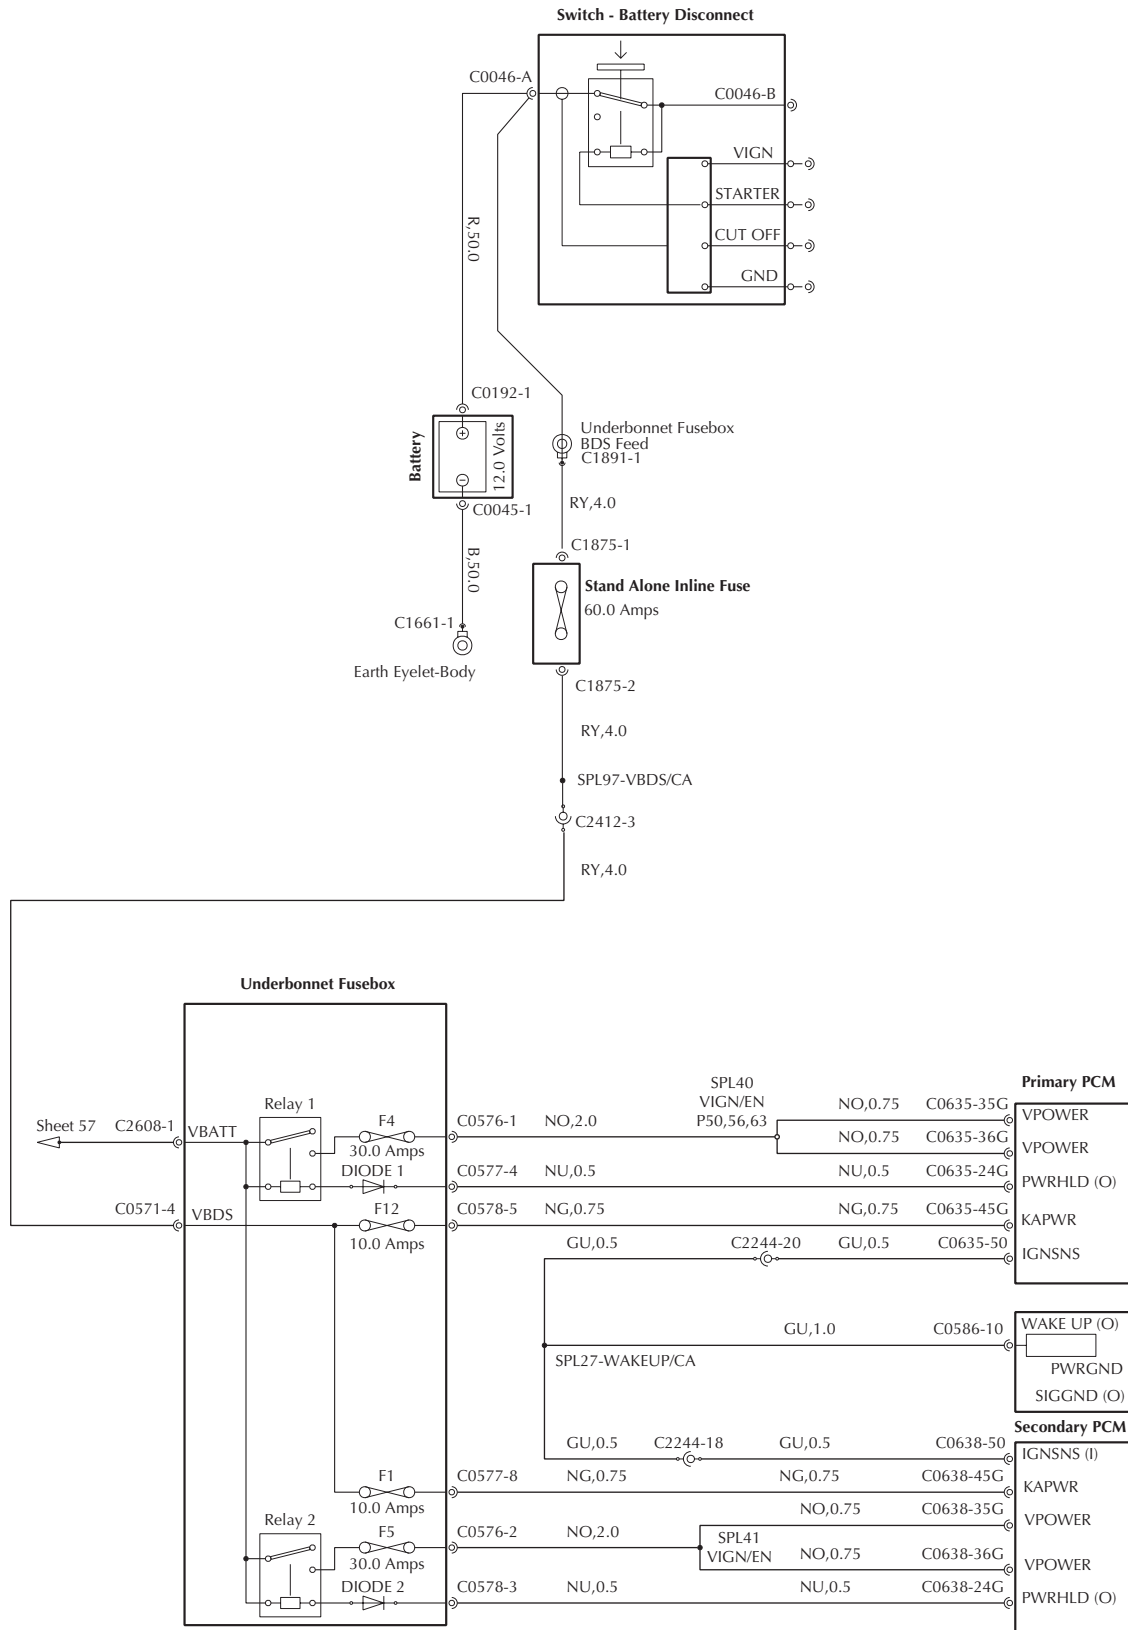 Switch - Battery Disconnect
C0046-A
C0046-B
VIGN
STARTER
CUT OFF
GND
R,50.0
C0192-1
Battery
12.0 Volts
C0045-1
B,50.0
C1661-1
Earth Eyelet-Body
Underbonnet Fusebox
BDS Feed
C1891-1
RY,4.0
C1875-1
Stand Alone Inline Fuse
60.0 Amps
C1875-2
RY,4.0
SPL97-VBDS/CA
C2412-3
RY,4.0
Underbonnet Fusebox
Primary PCM
Sheet 57
C2608-1
VBATT
Relay 1
F4
30.0 Amps
C0576-1
NO,2.0
SPL40
VIGN/EN
P50,56,63
NO,0.75
C0635-35G
VPOWER
NO,0.75
C0635-36G
VPOWER
DIODE 1
C0577-4
NU,0.5
NU,0.5
C0635-24G
PWRHLD (O)
C0571-4
VBDS
F12
10.0 Amps
C0578-5
NG,0.75
NG,0.75
C0635-45G
KAPWR
GU,0.5
C2244-20
GU,0.5
C0635-50
IGNSNS
GU,1.0
C0586-10
WAKE UP (O)
PWRGND
SIGGND (O)
SPL27-WAKEUP/CA
Secondary PCM
GU,0.5
C2244-18
GU,0.5
C0638-50
IGNSNS (I)
F1
10.0 Amps
C0577-8
NG,0.75
NG,0.75
C0638-45G
KAPWR
Relay 2
F5
30.0 Amps
C0576-2
NO,2.0
SPL41
VIGN/EN
NO,0.75
C0638-35G
VPOWER
NO,0.75
C0638-36G
VPOWER
DIODE 2
C0578-3
NU,0.5
NU,0.5
C0638-24G
PWRHLD (O)